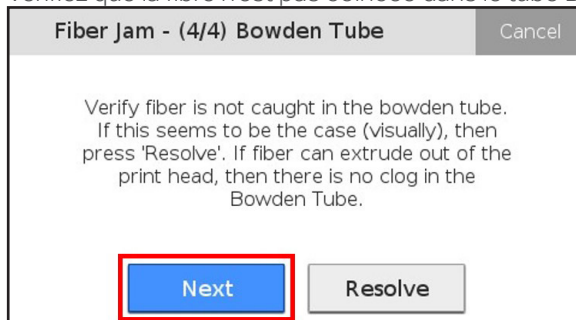 Fiber Jam - (4/4) Bowden Tube
Cancel
Verify fiber is not caught in the bowden tube.
If this seems to be the case (visually), then
press 'Resolve'. If fiber can extrude out of the
print head, then there is no clog in the
Bowden Tube.
Next
Resolve